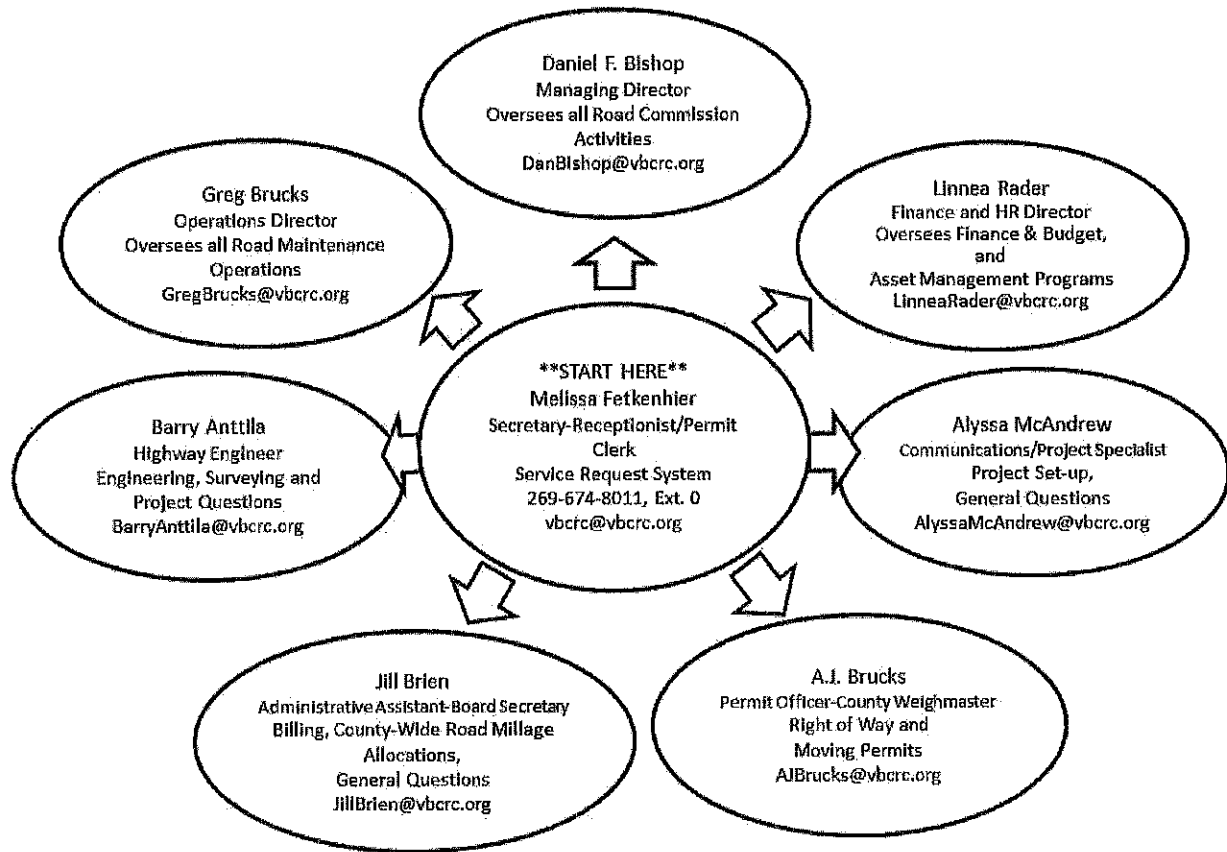 Daniel F. Bishop
Managing Director
Oversees all Road Commission
Activities
DanBishop@vbcrc.org
Greg Brucks
Operations Director
Oversees all Road Maintenance
Operations
GregBrucks@vbcrc.org
Linnea Rader
Finance and HR Director
Oversees Finance & Budget,
and
Asset Management Programs
LinneaRader@vbcrc.org
**START HERE**
Melissa Fetkenhier
Secretary-Receptionist/Permit
Clerk
Service Request System
269-674-8011, Ext. 0
vbcrc@vbcrc.org
Barry Anttila
Highway Engineer
Engineering, Surveying and
Project Questions
BarryAnttila@vbcrc.org
Alyssa McAndrew
Communications/Project Specialist
Project Set-up,
General Questions
AlyssaMcAndrew@vbcrc.org
Jill Brien
Administrative Assistant-Board Secretary
Billing, County-Wide Road Millage
Allocations,
General Questions
JillBrien@vbcrc.org
A.J. Brucks
Permit Officer-County Weighmaster
Right of Way and
Moving Permits
AJBrucks@vbcrc.org